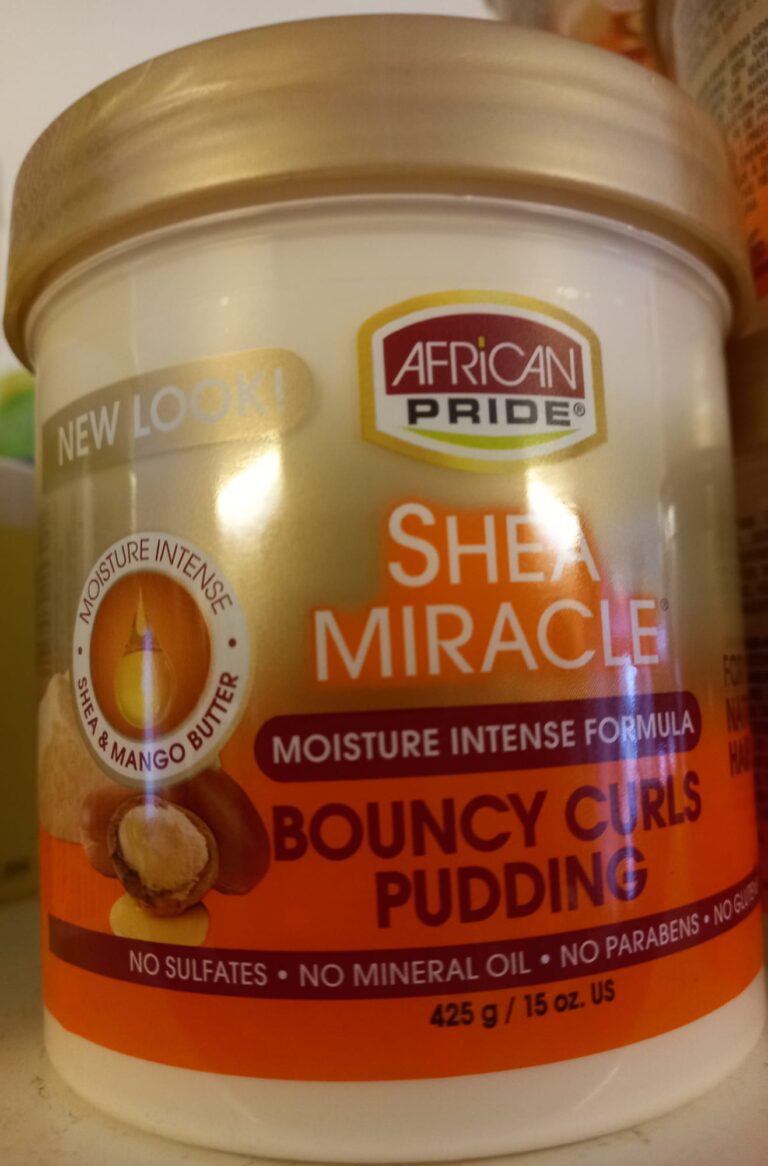 AFRiCAN
PRIDE®
NEW LOOK!
SHEA
MIRACLE®
MOISTURE INTENSE
• SHEA & MANGO BUTTER •
MOISTURE INTENSE FORMULA
BOUNCY CURLS
PUDDING
NO SULFATES • NO MINERAL OIL • NO PARABENS • NO
425 g / 15 oz. US